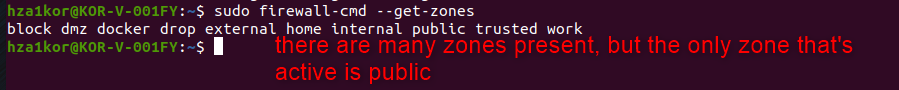 hza1kor@KOR-V-001FY:~$ sudo firewall-cmd --get-zones
block dmz docker drop external home internal public trusted work
hza1kor@KOR-V-001FY:~$
there are many zones present, but the only zone that's
active is public